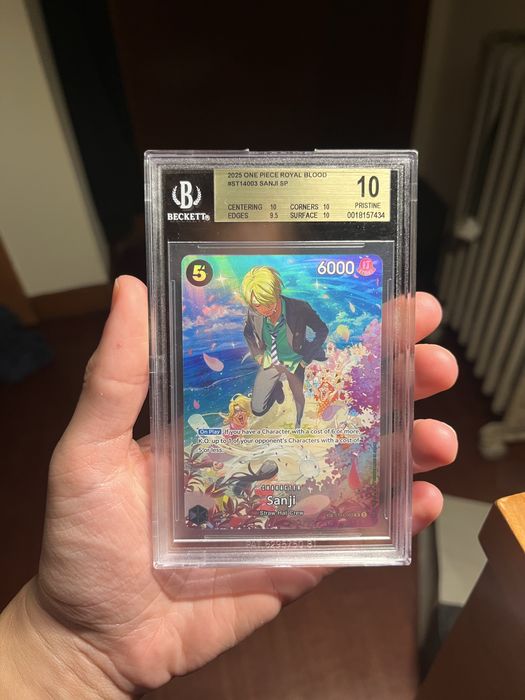 2025 ONE PIECE ROYAL BLOOD
#ST14003 SANJI SP
CENTERING 10 CORNERS 10
EDGES 9.5 SURFACE 10
10
PRISTINE
0018157434
B
BECKETT®
5
6000
On Play If you have a Character with a cost of 6 or more,
K.O. up to 1 of your opponent's Characters with a cost of
5 or less.
CHARACTER
Sanji
Straw Hat Crew